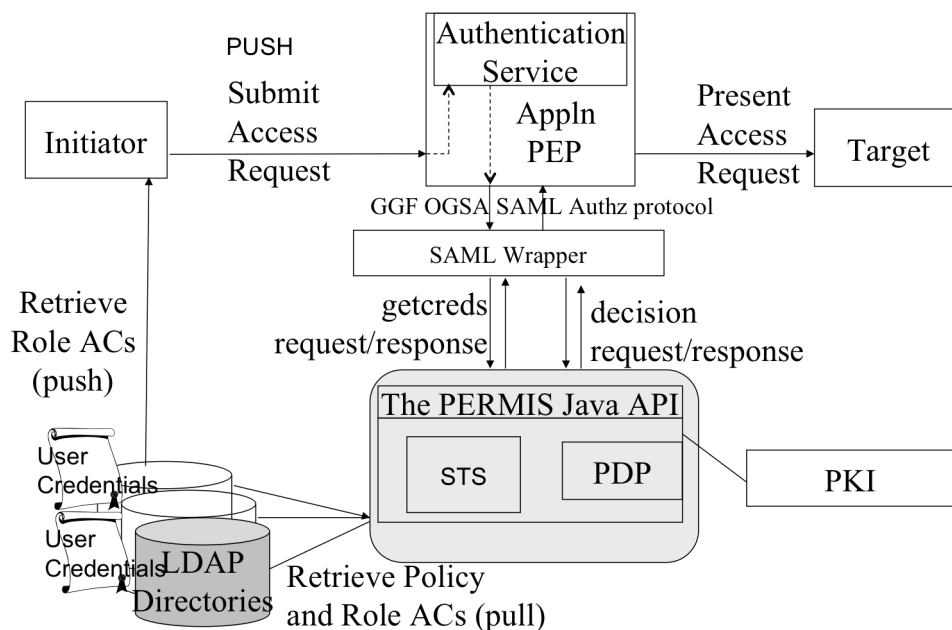 PUSH
Submit
Access
Request
Authentication
Service
Appln
PEP
Present
Access
Request
Initiator
Target
GGF OGSA SAML Authz protocol
SAML Wrapper
getcreds
request/response
decision
request/response
Retrieve
Role ACs
(push)
The PERMIS Java API
STS
PDP
PKI
User
Credentials
User
Credentials
LDAP
Directories
Retrieve Policy
and Role ACs (pull)